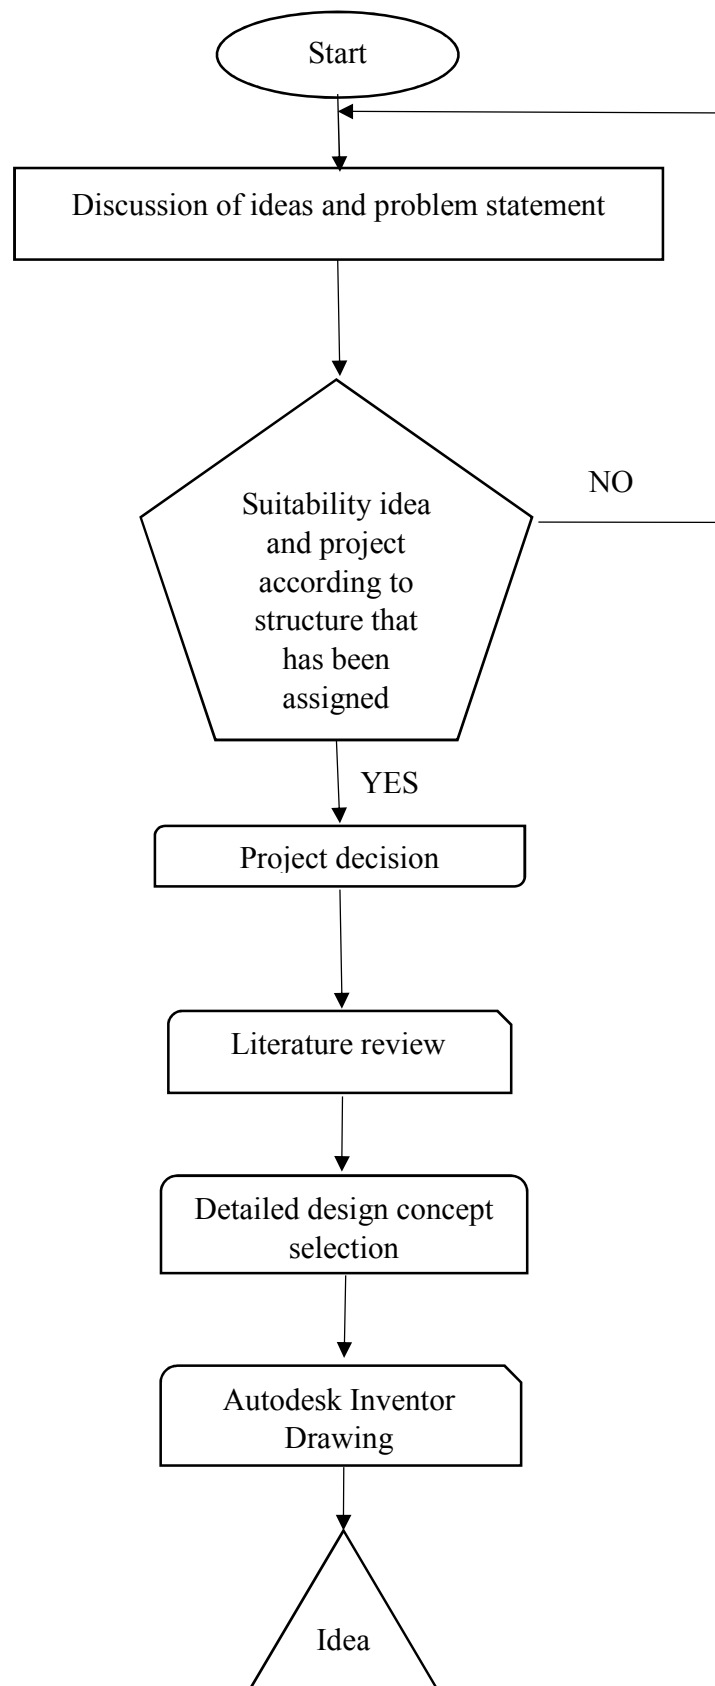 Start
Discussion of ideas and problem statement
NO
Suitability idea
and project
according to
structure that
has been
assigned
YES
Project decision
Literature review
Detailed design concept
selection
Autodesk Inventor
Drawing
Idea